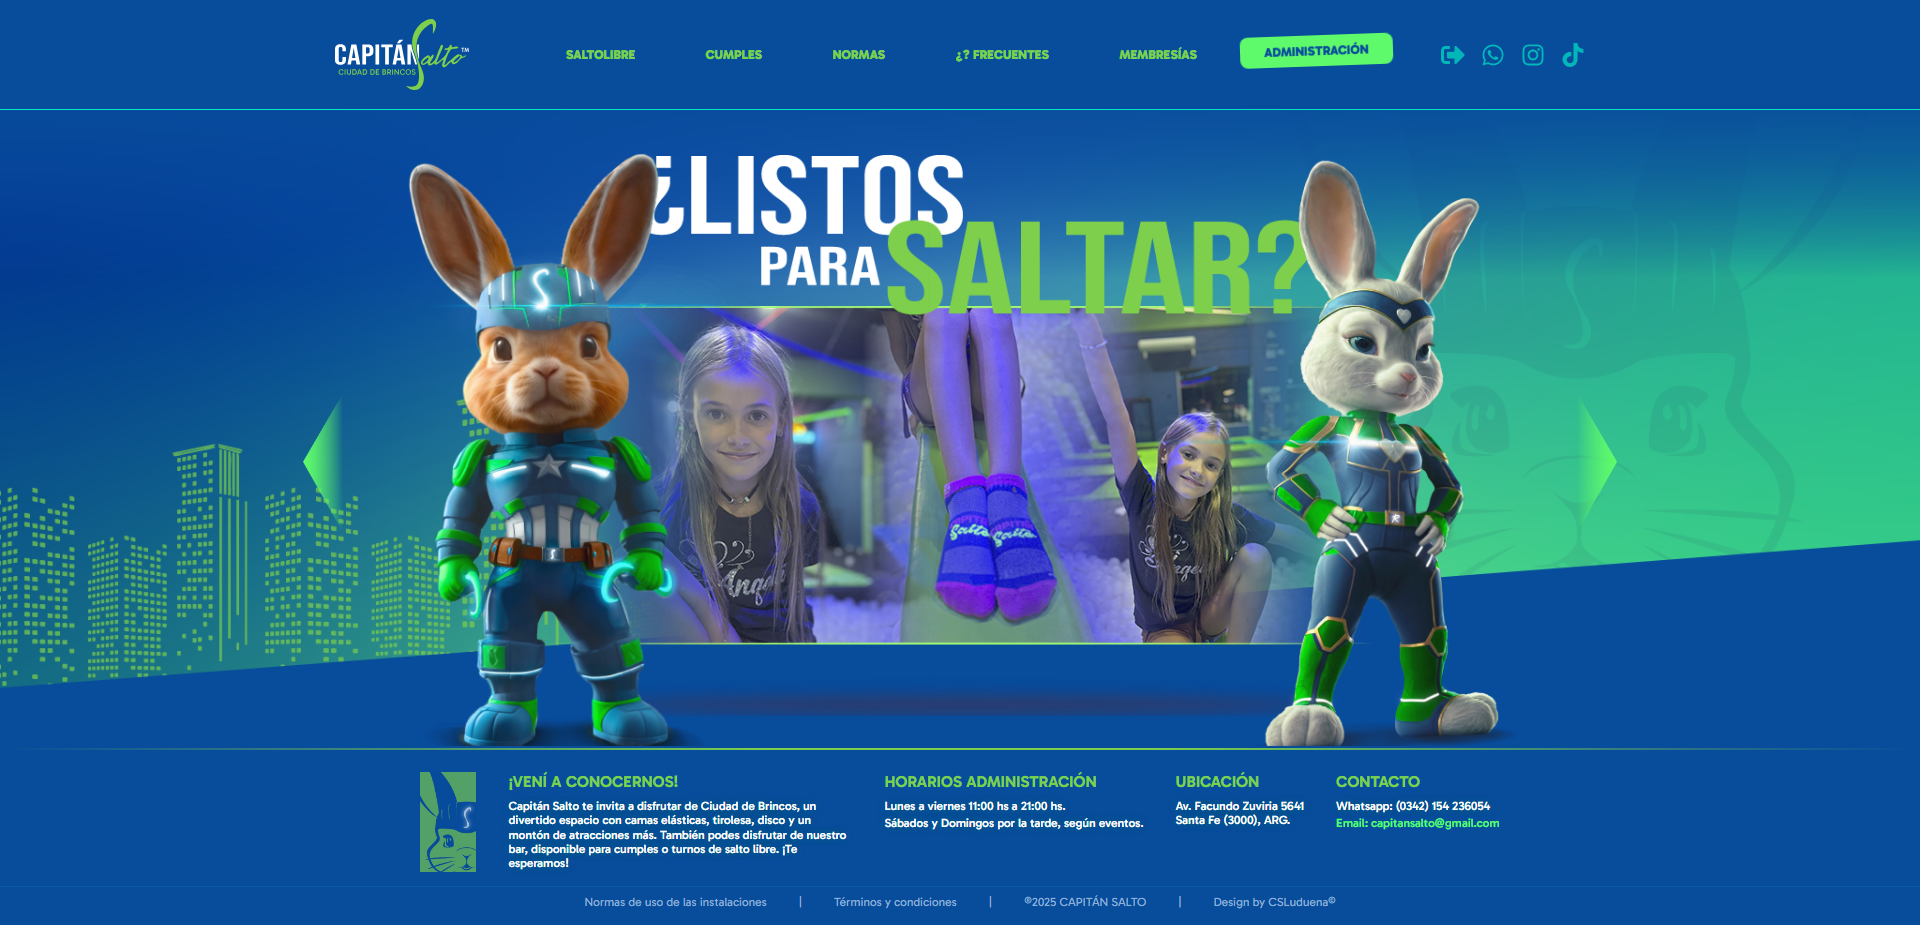 CAPITÁN Salto™
CIUDAD DE BRINCOS
SALTOLIBRE
CUMPLES
NORMAS
¿? FRECUENTES
MEMBRESÍAS
ADMINISTRACIÓN
¿LISTOS
PARA SALTAR?
S
Salto
Salto
Angel
¡VENÍ A CONOCERNOS!
Capitán Salto te invita a disfrutar de Ciudad de Brincos, un
divertido espacio con camas elásticas, tirolesa, disco y un
montón de atracciones más. También podes disfrutar de nuestro
bar, disponible para cumples o turnos de salto libre. ¡Te
esperamos!
HORARIOS ADMINISTRACIÓN
Lunes a viernes 11:00 hs a 21:00 hs.
Sábados y Domingos por la tarde, según eventos.
UBICACIÓN
Av. Facundo Zuviria 5641
Santa Fe (3000), ARG.
CONTACTO
Whatsapp: (0342) 154 236054
Email: capitansalto@gmail.com
Normas de uso de las instalaciones | Términos y condiciones | ©2025 CAPITÁN SALTO | Design by CSLuduena©